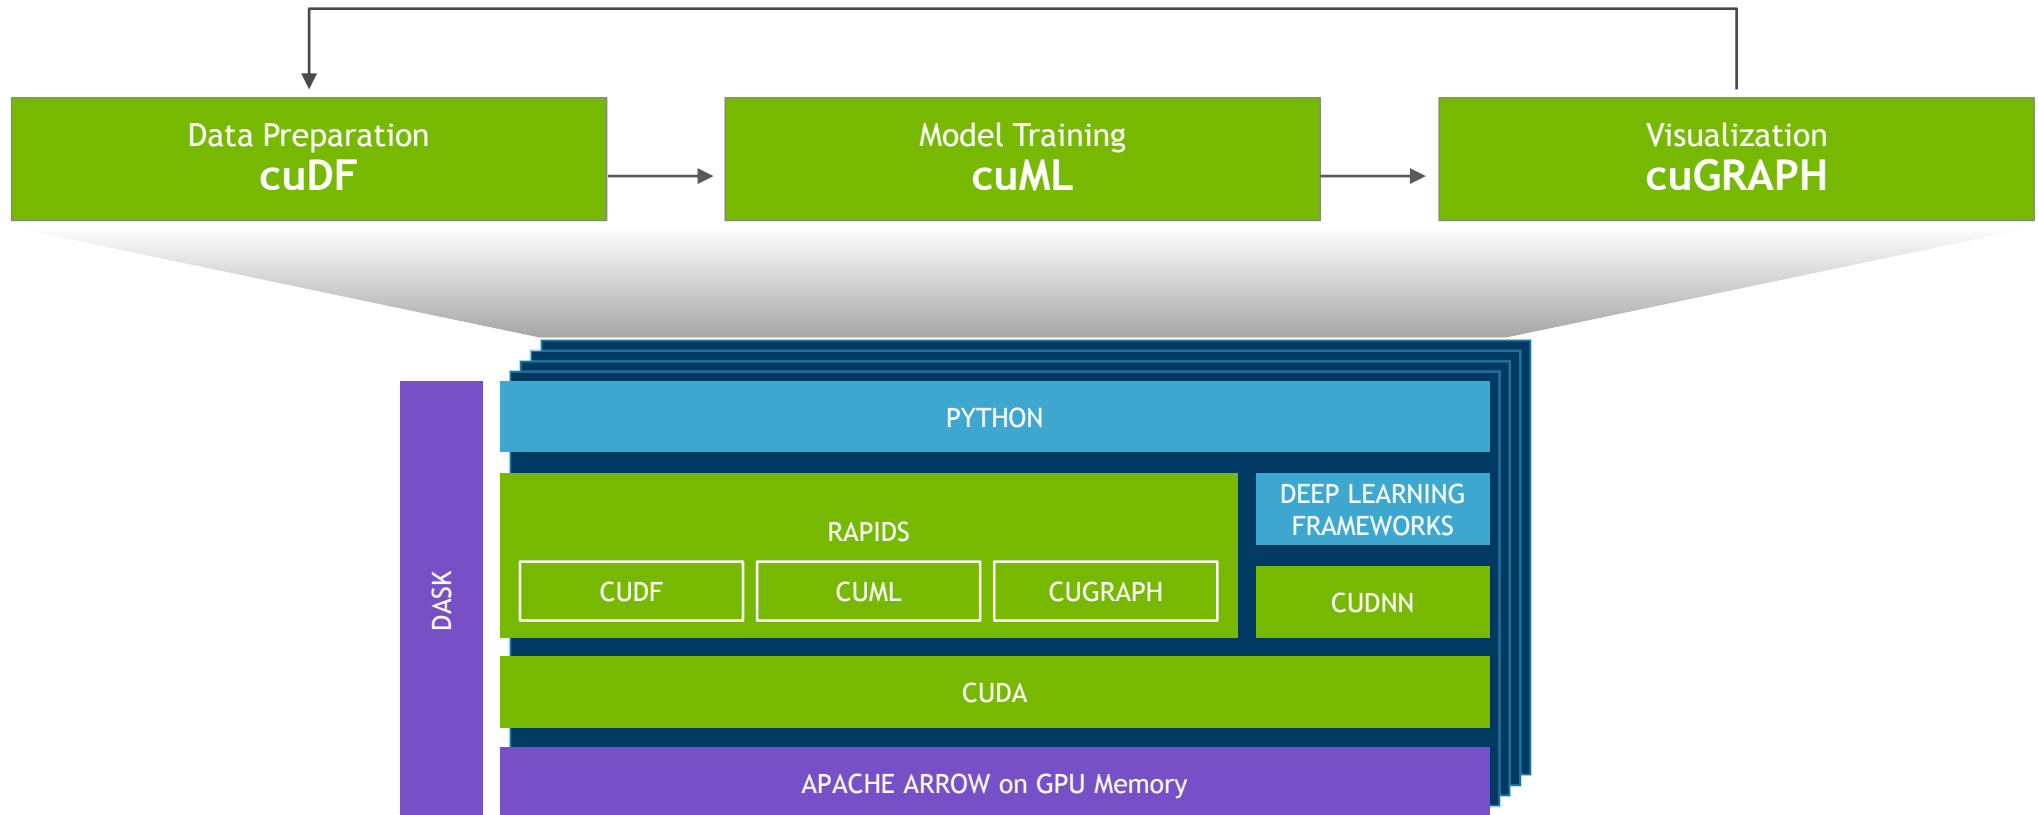 Data Preparation
cuDF
Model Training
cuML
Visualization
cuGRAPH
DASK
PYTHON
RAPIDS
CUDF
CUML
CUGRAPH
DEEP LEARNING
FRAMEWORKS
CUDNN
CUDA
APACHE ARROW on GPU Memory